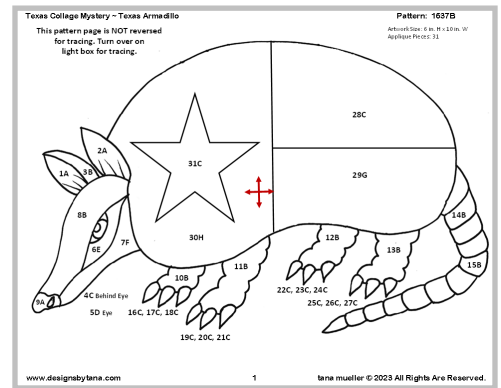 Texas Collage Mystery ~ Texas Armadillo
Pattern: 1637B
This pattern page is NOT reversed
for tracing. Turn over on
light box for tracing.
Artwork Size: 6 in. H x 10 in. W
Applique Pieces: 31
28C
2A
1A
3B
31C
29G
8B
14B
7F
6E
30H
12B
13B
11B
10B
15B
9A
4C Behind Eye
5D Eye
16C, 17C, 18C
22C, 23C, 24C
25C, 26C, 27C
19C, 20C, 21C
www.designsbytana.com
1
tana mueller © 2023 All Rights Are Reserved.